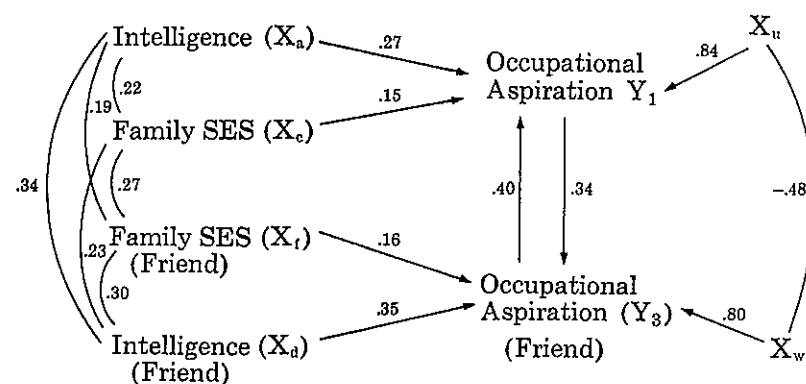 Intelligence (Xa)
.27
Occupational
Aspiration Y1
Xu
.84
.22
.19
.15
Family SES (Xc)
.34
.27
.40
.34
-.48
Family SES (Xf)
(Friend)
.23
.16
.30
Occupational
Aspiration (Y3)
(Friend)
.35
.80
Intelligence (Xd)
(Friend)
Xw